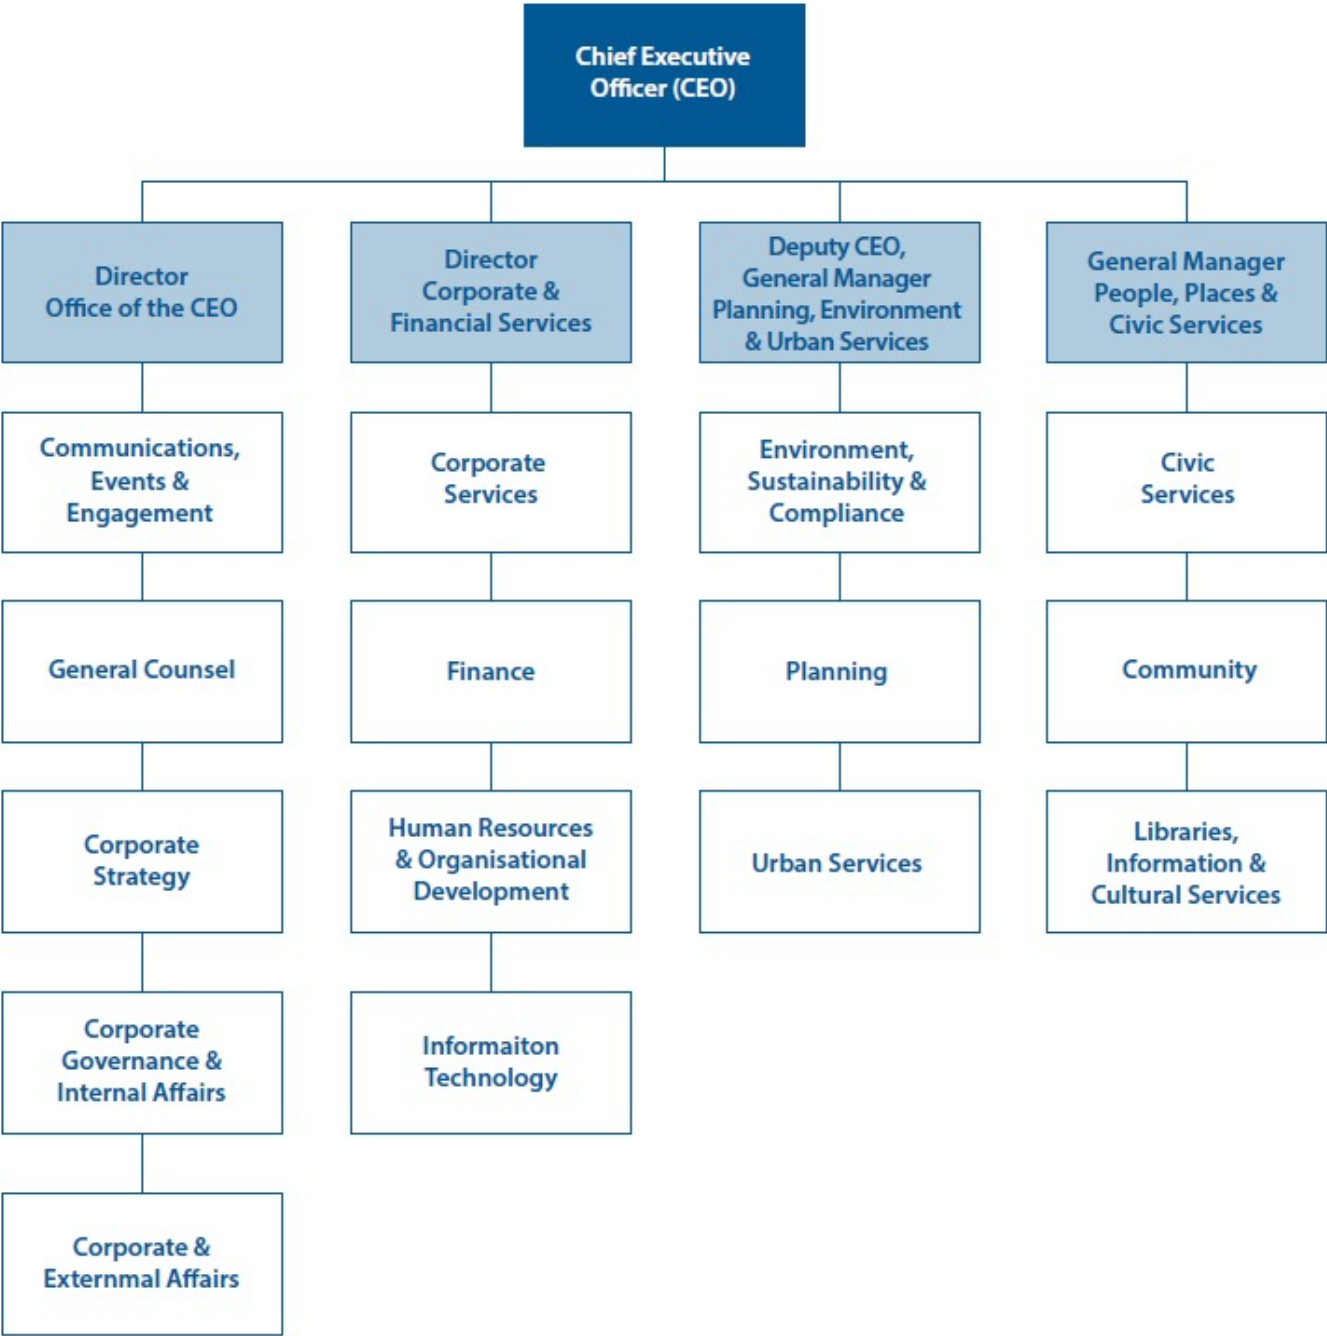 Chief Executive
Officer (CEO)
Director
Office of the CEO
Director
Corporate &
Financial Services
Deputy CEO,
General Manager
Planning, Environment
& Urban Services
General Manager
People, Places &
Civic Services
Communications,
Events &
Engagement
Corporate
Services
Environment,
Sustainability &
Compliance
Civic
Services
General Counsel
Finance
Planning
Community
Corporate
Strategy
Human Resources
& Organisational
Development
Urban Services
Libraries,
Information &
Cultural Services
Corporate
Governance &
Internal Affairs
Informaiton
Technology
Corporate &
Externmal Affairs